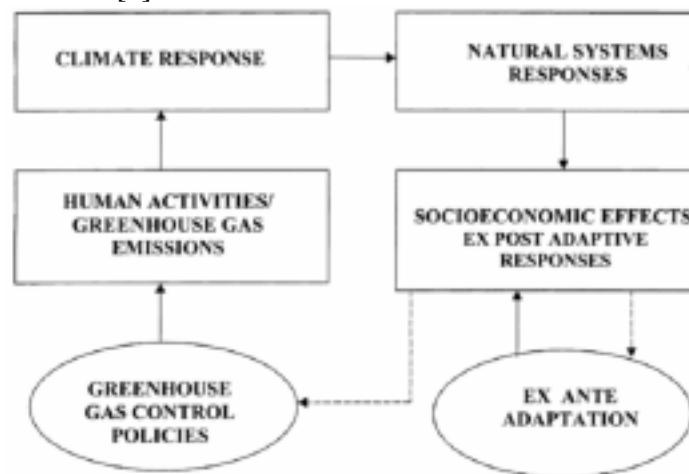 CLIMATE RESPONSE
NATURAL SYSTEMS
RESPONSES
HUMAN ACTIVITIES/
GREENHOUSE GAS
EMISSIONS
SOCIOECONOMIC EFFECTS
EX POST ADAPTIVE
RESPONSES
GREENHOUSE
GAS CONTROL
POLICIES
EX ANTE
ADAPTATION